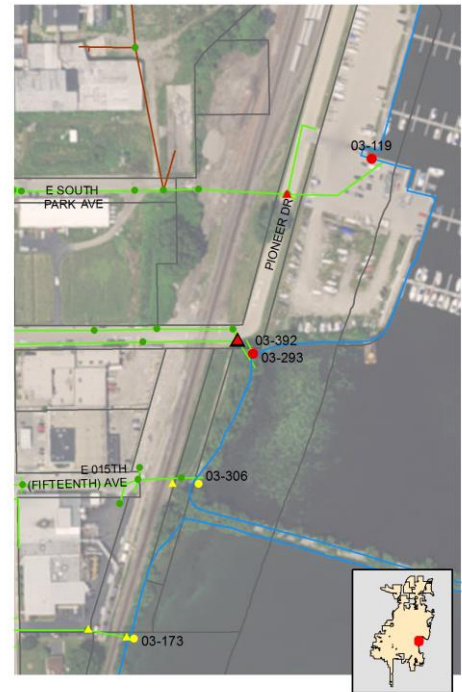 03-119
E SOUTH
PARK AVE
PIONEER DR
03-392
03-293
E 015TH
(FIFTEENTH) AVE
03-306
03-173